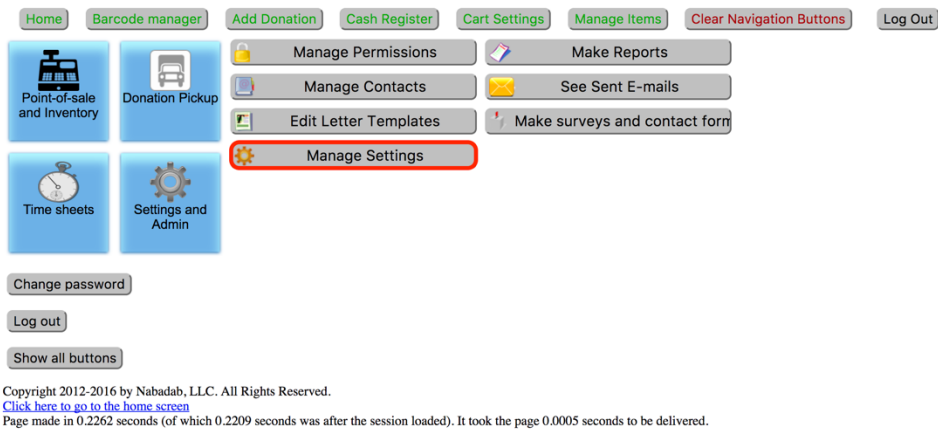 Home Barcode manager Add Donation Cash Register Cart Settings Manage Items Clear Navigation Buttons Log Out
Point-of-sale
and Inventory
Donation Pickup
Time sheets
Settings and
Admin
Manage Permissions
Manage Contacts
Edit Letter Templates
Manage Settings
Make Reports
See Sent E-mails
Make surveys and contact form
Change password
Log out
Show all buttons
Copyright 2012-2016 by Nabadab, LLC. All Rights Reserved.
Click here to go to the home screen
Page made in 0.2262 seconds (of which 0.2209 seconds was after the session loaded). It took the page 0.0005 seconds to be delivered.